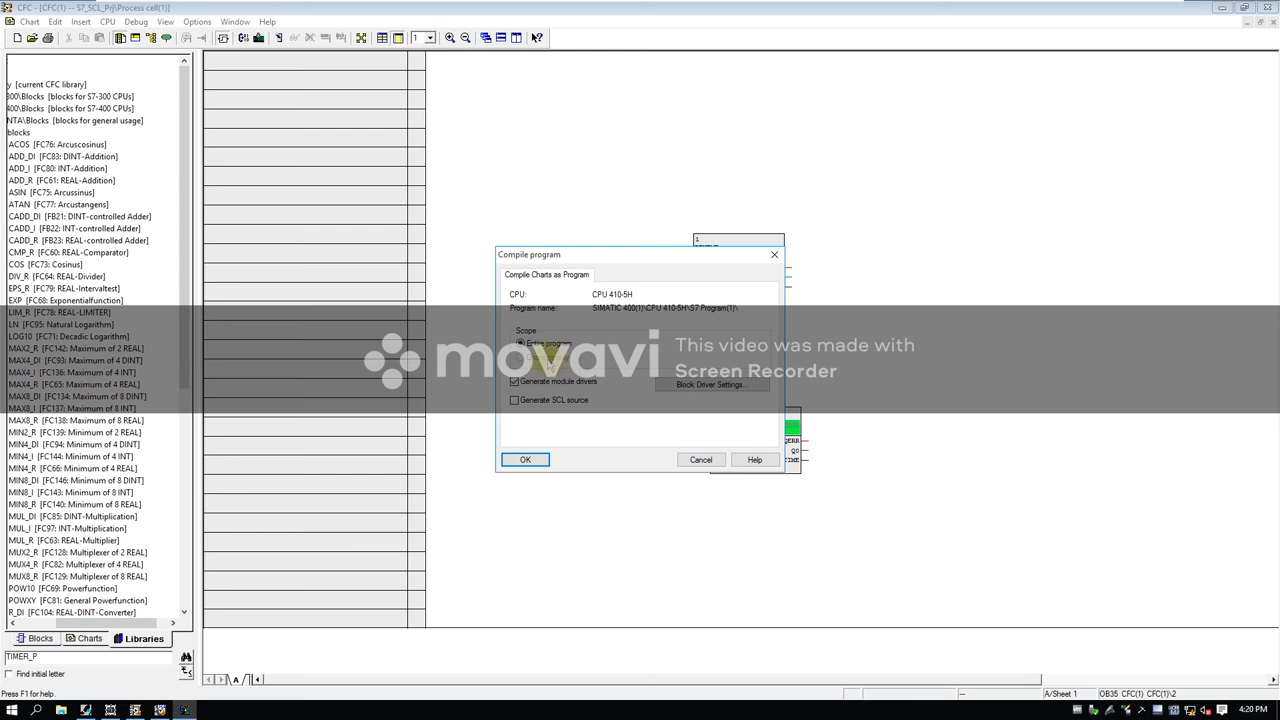 CFC - [CFC(1) -- S7_SCL_Prj\Process cell(1)]
Chart Edit Insert CPU Debug View Options Window Help
1
y [current CFC library]
300\Blocks [blocks for S7-300 CPUs]
400\Blocks [blocks for S7-400 CPUs]
NTA\Blocks [blocks for general usage]
blocks
ACOS [FC76: Arcuscosinus]
ADD_DI [FC83: DINT-Addition]
ADD_I [FC80: INT-Addition]
ADD_R [FC61: REAL-Addition]
ASIN [FC75: Arcussinus]
ATAN [FC77: Arcustangens]
CADD_DI [FB21: DINT-controlled Adder]
CADD_I [FB22: INT-controlled Adder]
CADD_R [FB23: REAL-controlled Adder]
CMP_R [FC60: REAL-Comparator]
COS [FC73: Cosinus]
DIV_R [FC64: REAL-Divider]
EPS_R [FC79: REAL-Intervaltest]
EXP [FC68: Exponentialfunction]
LIM_R [FC78: REAL-LIMITER]
LN [FC95: Natural Logarithm]
LOG10 [FC71: Decadic Logarithm]
MAX2_R [FC142: Maximum of 2 REAL]
MAX4_DI [FC93: Maximum of 4 DINT]
MAX4_I [FC136: Maximum of 4 INT]
MAX4_R [FC85: Maximum of 4 REAL]
MAX8_DI [FC134: Maximum of 8 DINT]
MAX8_I [FC137: Maximum of 8 INT]
MAX8_R [FC138: Maximum of 8 REAL]
MIN2_R [FC139: Minimum of 2 REAL]
MIN4_DI [FC94: Minimum of 4 DINT]
MIN4_I [FC144: Minimum of 4 INT]
MIN4_R [FC66: Minimum of 4 REAL]
MIN8_DI [FC136: Minimum of 8 DINT]
MIN8_I [FC143: Minimum of 8 INT]
MIN8_R [FC140: Minimum of 8 REAL]
MUL_DI [FC85: DINT-Multiplication]
MUL_I [FC97: INT-Multiplication]
MUL_R [FC63: REAL-Multiplier]
MUX2_R [FC128: Multiplexer of 2 REAL]
MUX4_R [FC82: Multiplexer of 4 REAL]
MUX8_R [FC129: Multiplexer of 8 REAL]
POW10 [FC69: Powerfunction]
POWXY [FC81: General Powerfunction]
R_DI [FC104: REAL-DINT-Converter]
Blocks Charts Libraries
TIMER_P
Find initial letter
Press F1 for help.
1
Compile program
Compile Charts as Program
CPU: CPU 410-5H
Program name: SIMATIC 400(1)\CPU 410-5H\S7 Program(1)\
Scope
Entire program
Generate module drivers
Block Driver Settings...
Generate SCL source
OK Cancel Help
QERR
Q0
movavi
This video was made with
Screen Recorder
A
A/Sheet 1 OB35 CFC(1) CFC(1)\2
4:20 PM